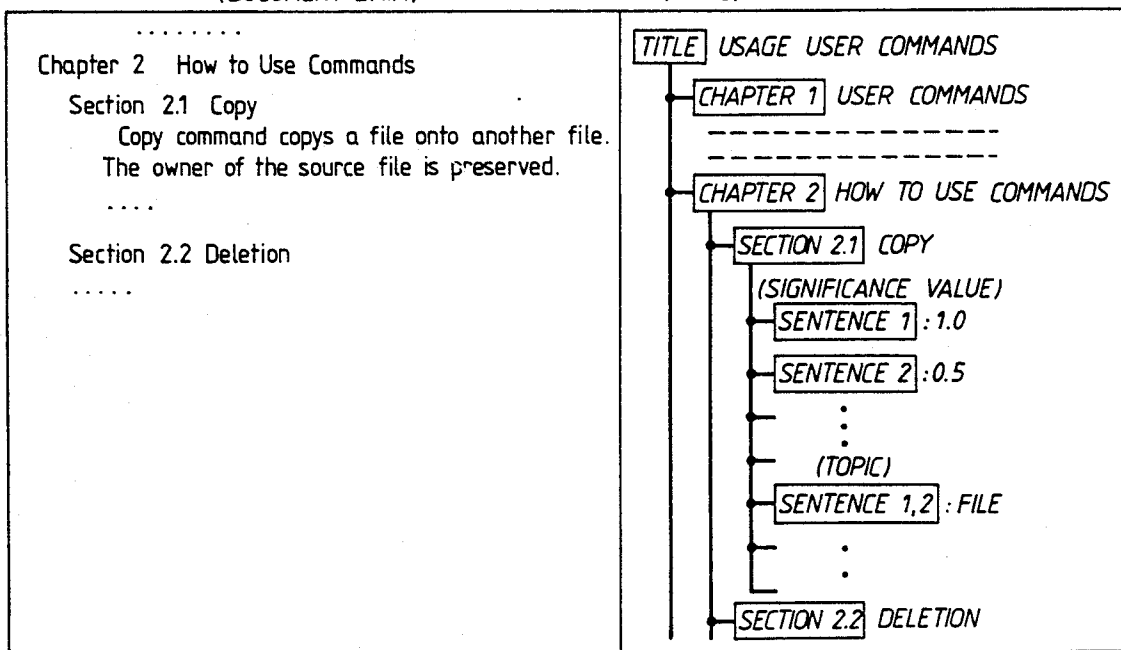 ........
Chapter 2 How to Use Commands
Section 2.1 Copy
Copy command copys a file onto another file.
The owner of the source file is preserved.
....
Section 2.2 Deletion
.....
TITLE USAGE USER COMMANDS
CHAPTER 1 USER COMMANDS
CHAPTER 2 HOW TO USE COMMANDS
SECTION 2.1 COPY
(SIGNIFICANCE VALUE)
SENTENCE 1 : 1.0
SENTENCE 2 : 0.5
(TOPIC)
SENTENCE 1,2 : FILE
SECTION 2.2 DELETION